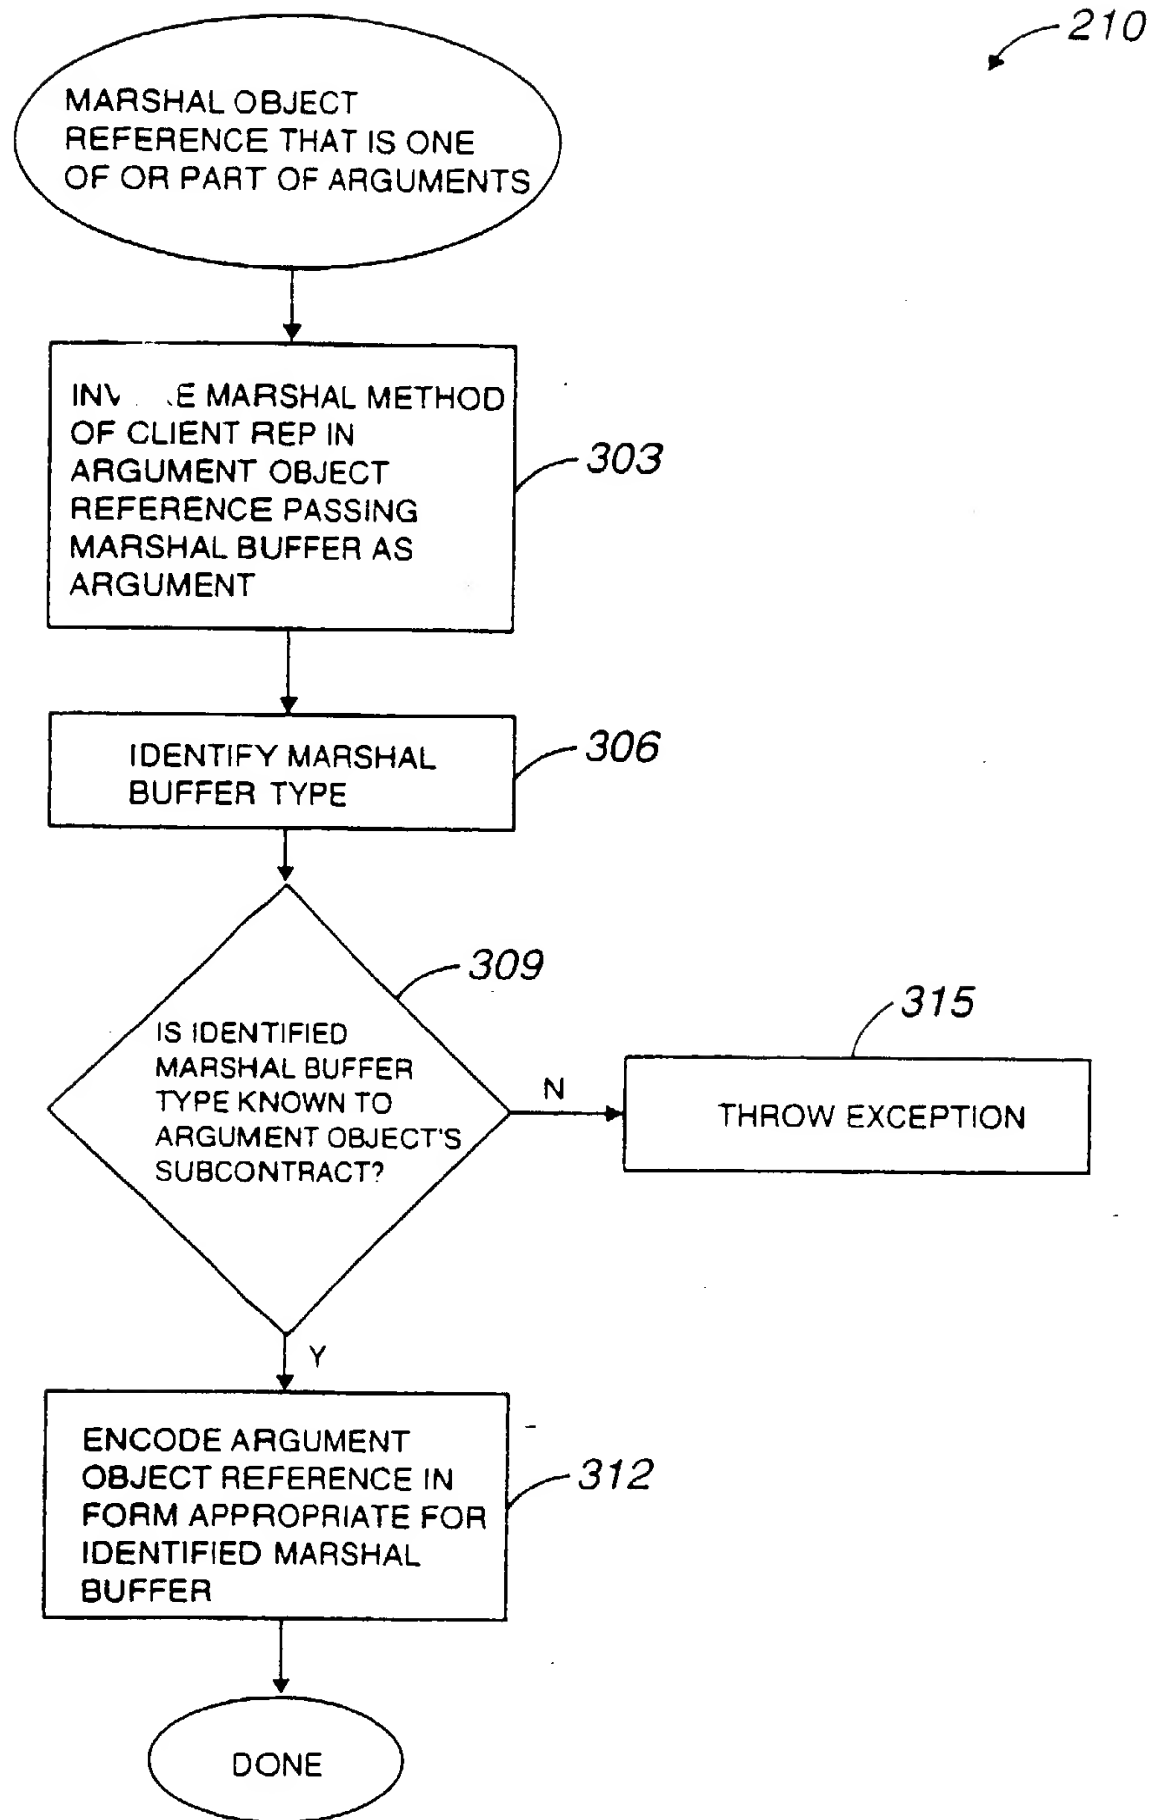 210
MARSHAL OBJECT
REFERENCE THAT IS ONE
OF OR PART OF ARGUMENTS
MARSHAL METHOD
OF CLIENT REP IN
ARGUMENT OBJECT
REFERENCE PASSING
MARSHAL BUFFER AS
ARGUMENT
303
IDENTIFY MARSHAL
BUFFER TYPE
306
309
IS IDENTIFIED
MARSHAL BUFFER
TYPE KNOWN TO
ARGUMENT OBJECT'S
SUBCONTRACT?
N
315
THROW EXCEPTION
Y
ENCODE ARGUMENT
OBJECT REFERENCE IN
FORM APPROPRIATE FOR
IDENTIFIED MARSHAL
BUFFER
312
DONE